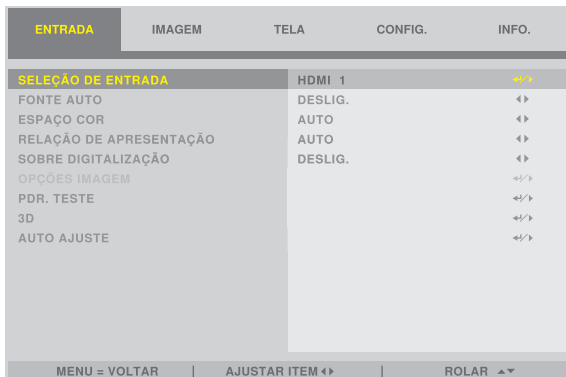 ENTRADA IMAGEM TELA CONFIG. INFO.
SELEÇÃO DE ENTRADA HDMI 1
FONTE AUTO DESLIG.
ESPAÇO COR AUTO
RELAÇÃO DE APRESENTAÇÃO AUTO
SOBRE DIGITALIZAÇÃO DESLIG.
OPÇÕES IMAGEM
PDR. TESTE
3D
AUTO AJUSTE
MENU = VOLTAR | AJUSTAR ITEM | ROLAR